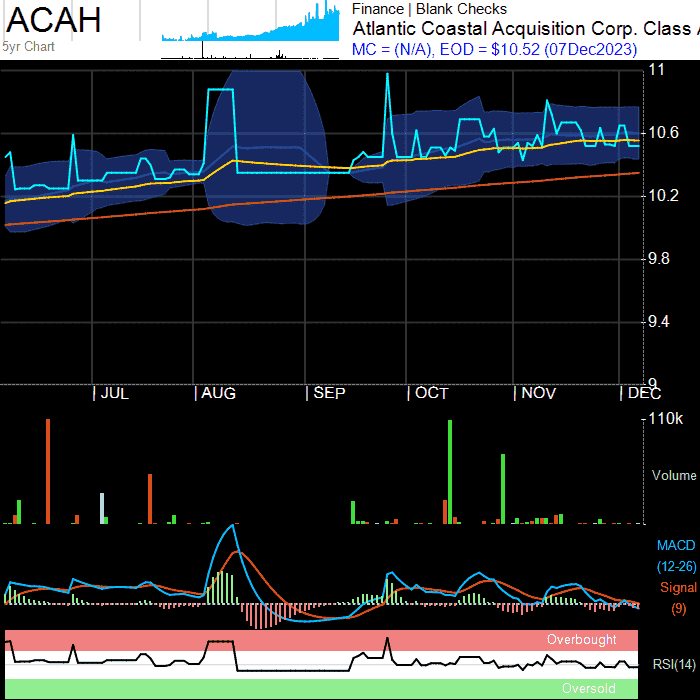 ACAH
5yr Chart
Finance | Blank Checks
Atlantic Coastal Acquisition Corp. Class
MC = (N/A), EOD = $10.52 (07Dec2023)
11
10.6
10.2
9.8
9.4
9
| JUL | AUG | SEP | OCT | NOV | DEC
110k
Volume
MACD
(12-26)
Signal
(9)
Overbought
RSI(14)
Oversold